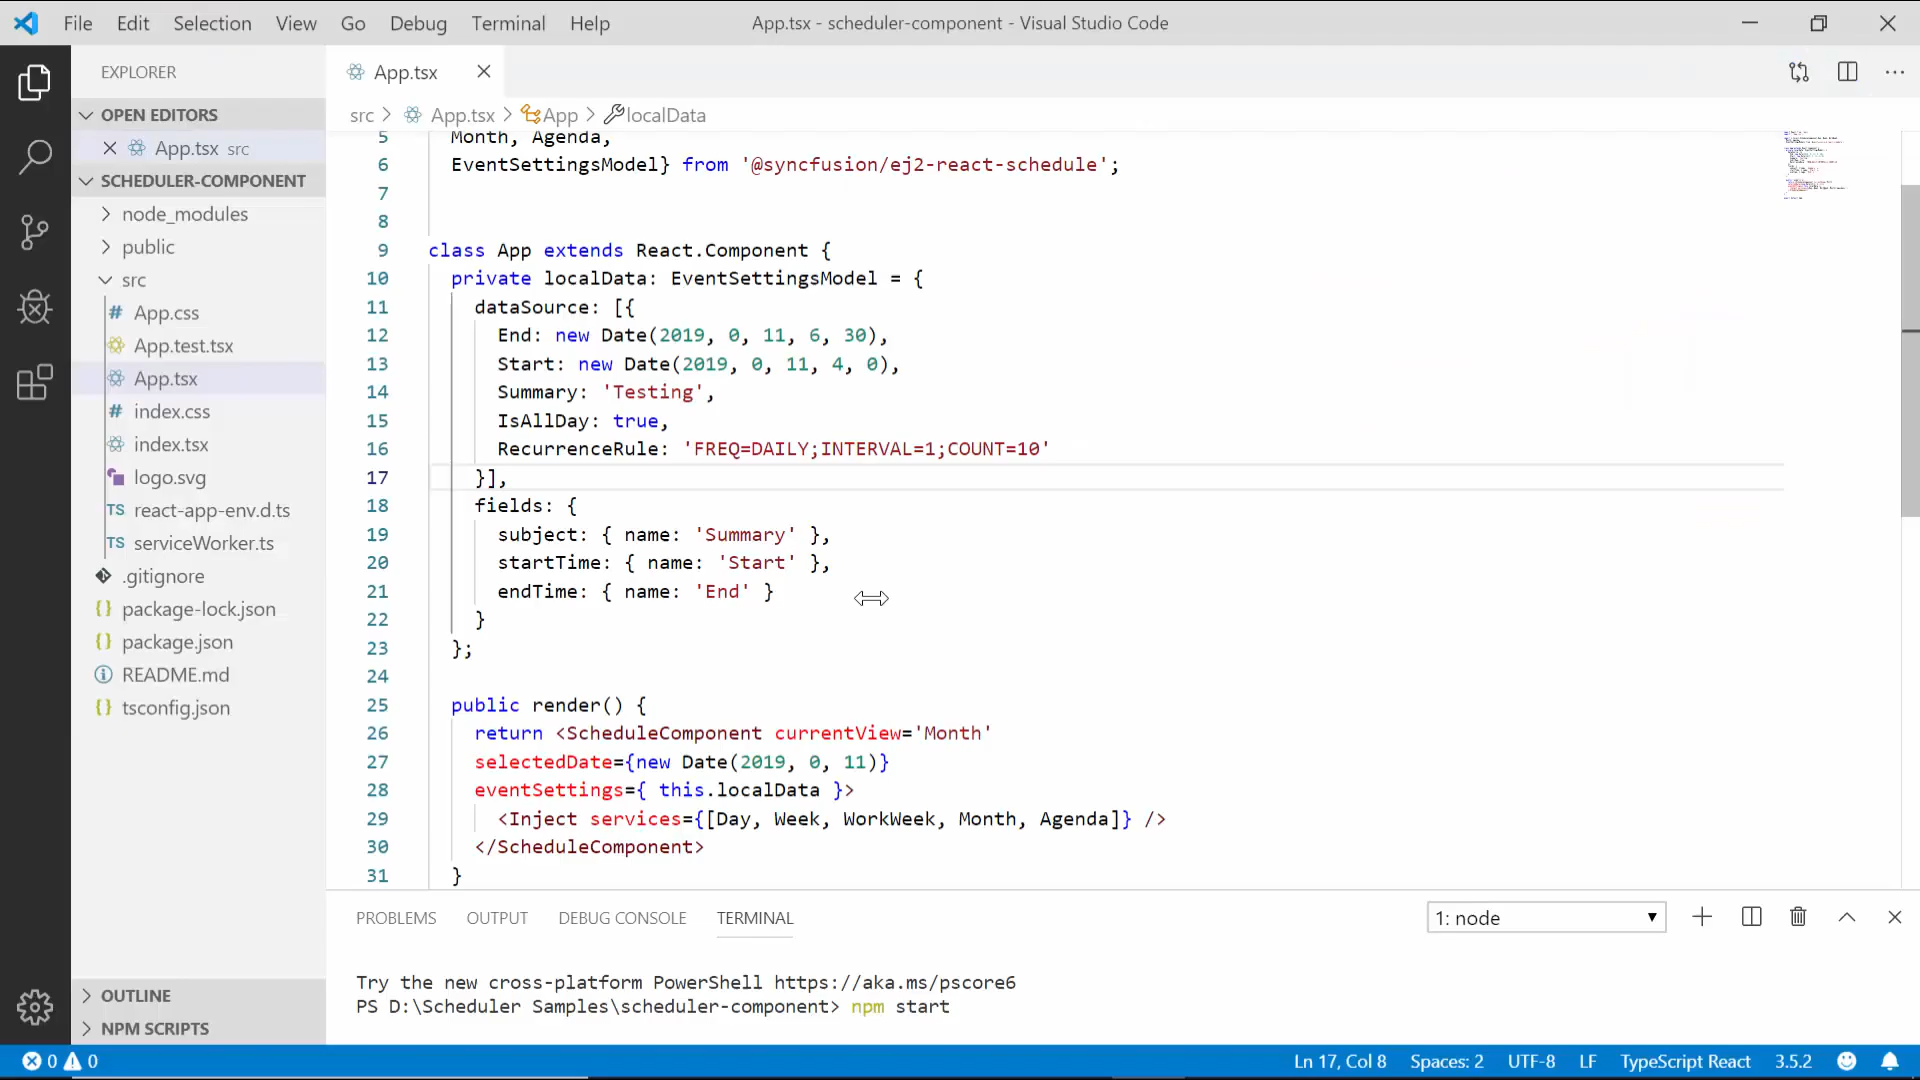 File Edit Selection View Go Debug Terminal Help
App.tsx - scheduler-component - Visual Studio Code
EXPLORER
OPEN EDITORS
App.tsx src
SCHEDULER-COMPONENT
node_modules
public
src
App.css
App.test.tsx
App.tsx
index.css
index.tsx
logo.svg
TS react-app-env.d.ts
TS serviceWorker.ts
.gitignore
package-lock.json
package.json
README.md
tsconfig.json
OUTLINE
NPM SCRIPTS
App.tsx
src > App.tsx > App > localData
5 Month, Agenda,
6 EventSettingsModel} from '@syncfusion/ej2-react-schedule';
7
8
9 class App extends React.Component {
10 private localData: EventSettingsModel = {
11 dataSource: [{
12 End: new Date(2019, 0, 11, 6, 30),
13 Start: new Date(2019, 0, 11, 4, 0),
14 Summary: 'Testing',
15 IsAllDay: true,
16 RecurrenceRule: 'FREQ=DAILY;INTERVAL=1;COUNT=10'
17 }],
18 fields: {
19 subject: { name: 'Summary' },
20 startTime: { name: 'Start' },
21 endTime: { name: 'End' }
22 }
23 };
24
25 public render() {
26 return <ScheduleComponent currentView='Month'
27 selectedDate={new Date(2019, 0, 11)}
28 eventSettings={ this.localData }>
29 <Inject services={[Day, Week, WorkWeek, Month, Agenda]} />
30 </ScheduleComponent>
31 }
PROBLEMS OUTPUT DEBUG CONSOLE TERMINAL
1: node
Try the new cross-platform PowerShell https://aka.ms/pscore6
PS D:\Scheduler Samples\scheduler-component> npm start
0 0
Ln 17, Col 8 Spaces: 2 UTF-8 LF TypeScript React 3.5.2